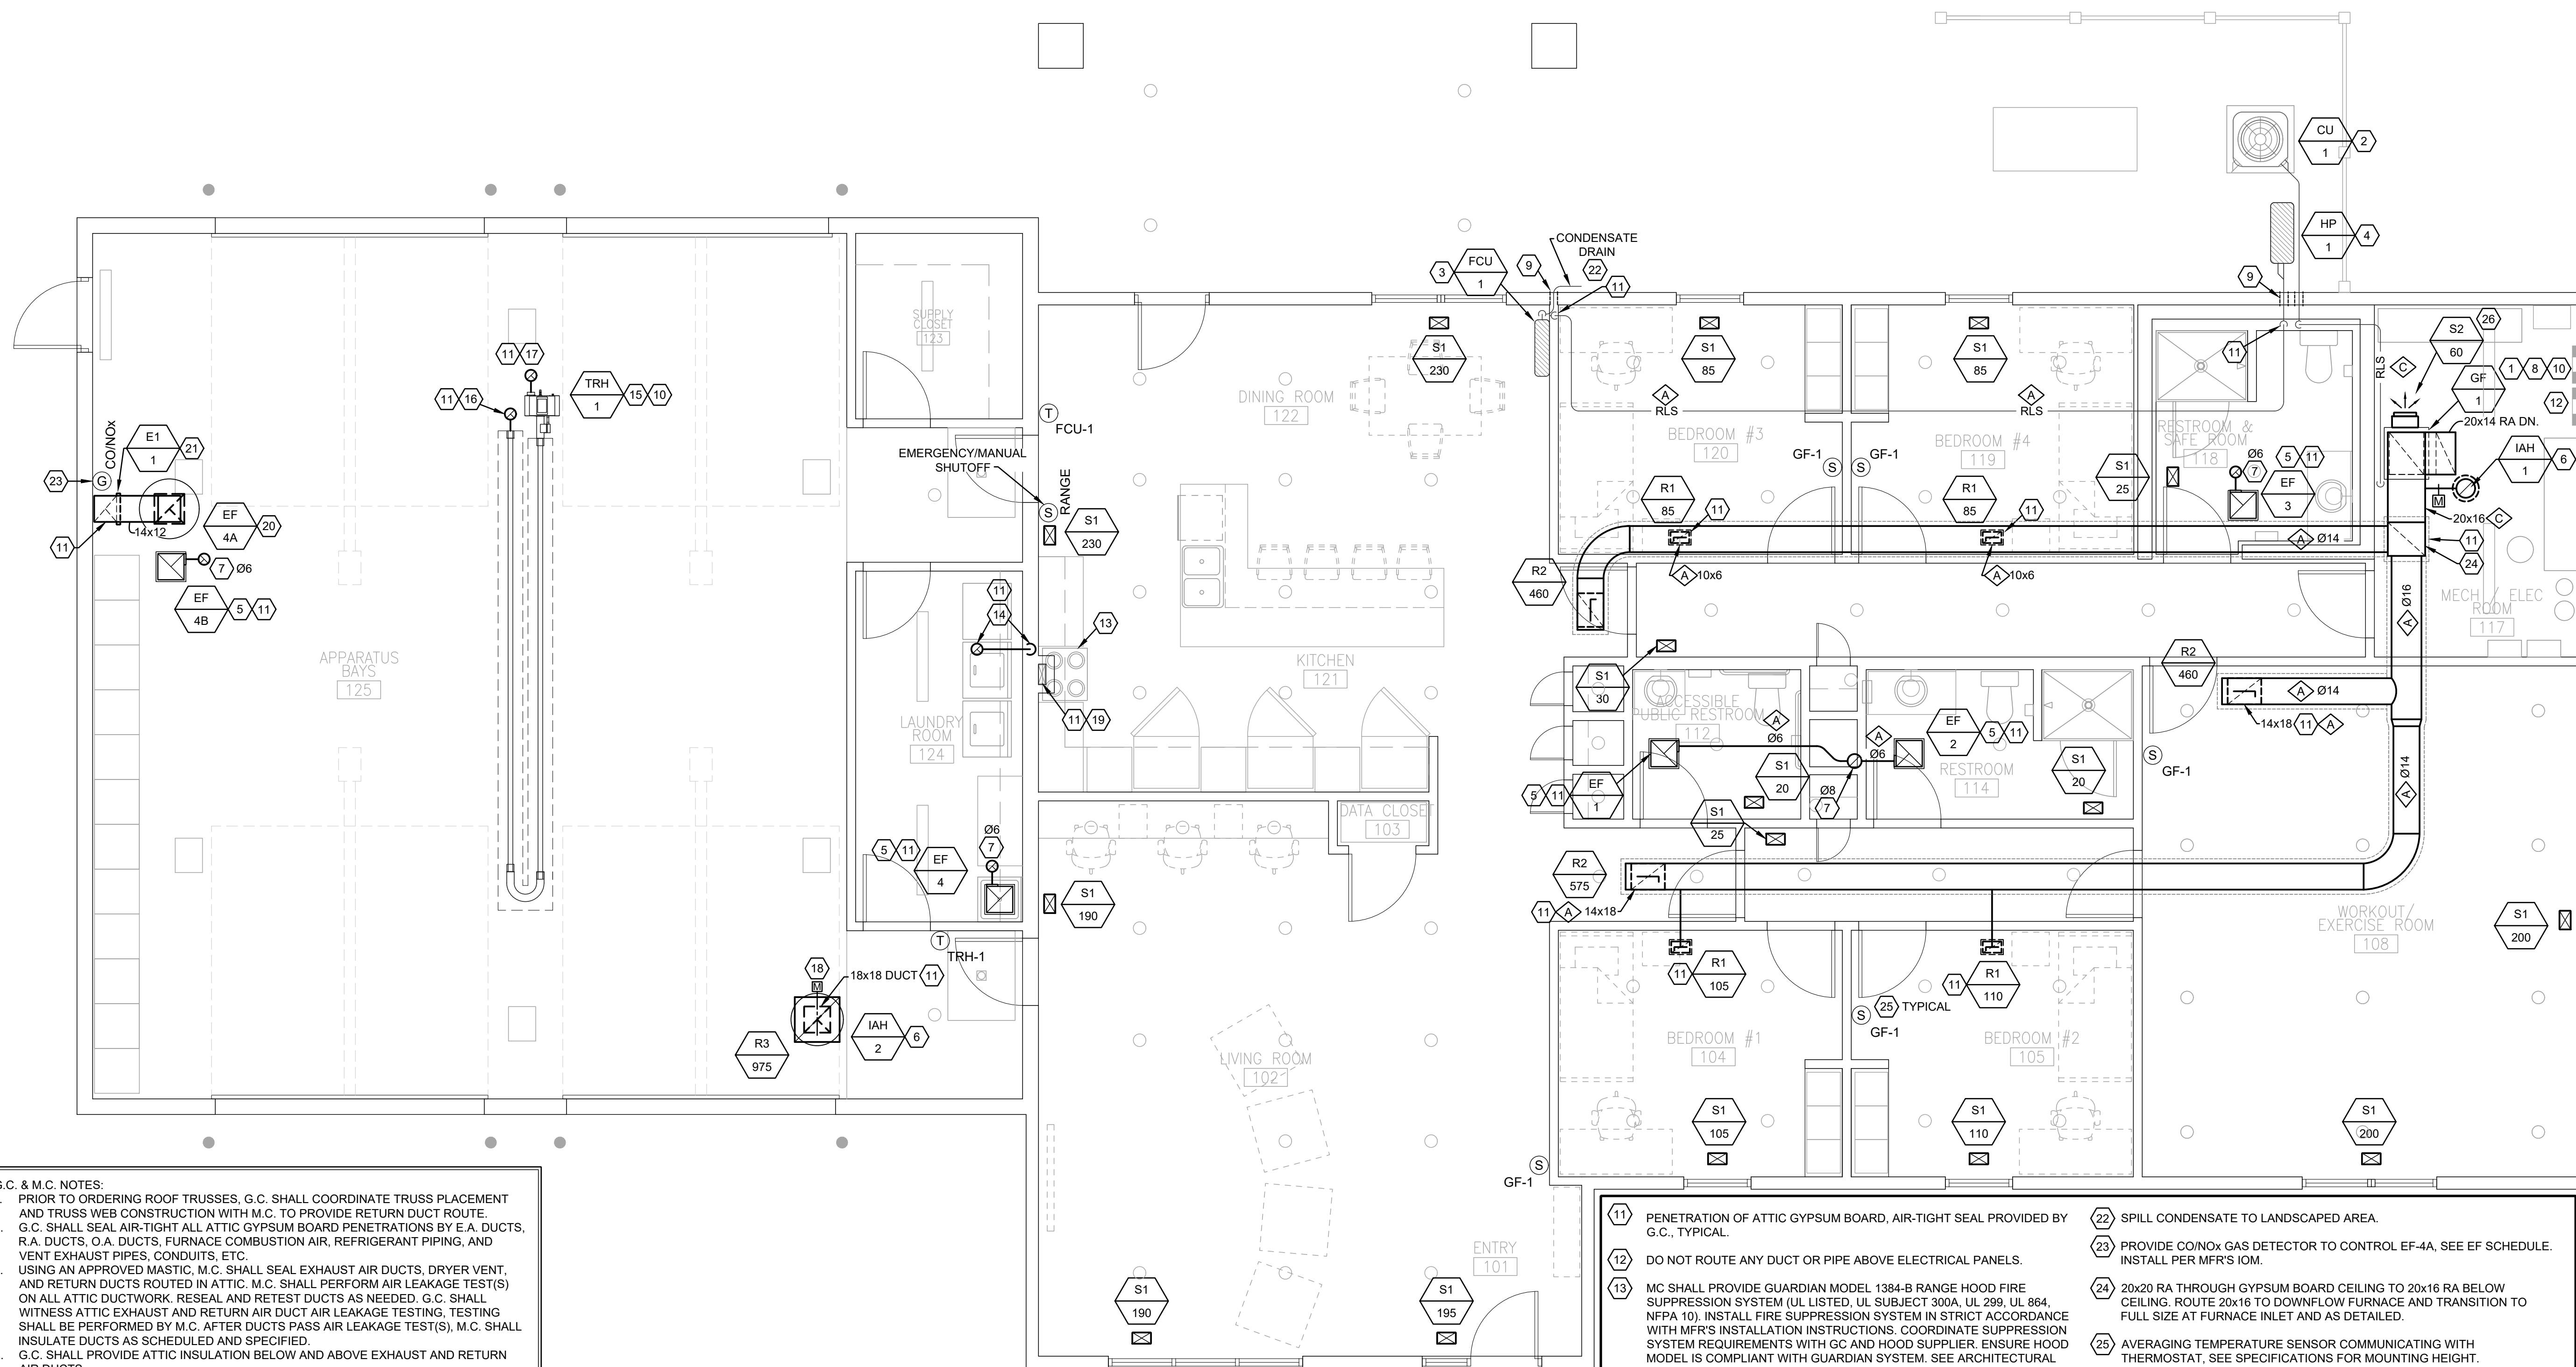 CU
1
2
HP
1
4
CONDENSATE
DRAIN
22
3
FCU
1
9
11
9
SUPPLY
CLOSET
123
11
17
TRH
1
15
10
11
16
CO/NOx
E1
1
21
23
G
EF
4A
20
14x12
11
7
Ø6
EF
4B
5
11
APPARATUS
BAYS
125
T
FCU-1
EMERGENCY/MANUAL
SHUTOFF
S
RANGE
S1
230
DINING ROOM
122
S1
230
S1
85
S1
85
A
RLS
A
RLS
BEDROOM #3
120
BEDROOM #4
119
GF-1
S
S
GF-1
R1
85
11
R1
85
11
A
10x6
A
10x6
R2
460
RESTROOM &
SAFE ROOM
118
S1
25
11
Ø6
7
5
11
EF
3
A
Ø14
RLS
S2
60
26
C
GF
1
1
8
10
12
20x14 RA DN.
IAH
1
6
M
20x16
C
11
24
A
Ø16
MECH / ELEC
ROOM
117
11
14
13
KITCHEN
121
11
19
LAUNDRY
ROOM
124
5
11
EF
4
Ø6
7
S1
190
DATA CLOSET
103
S1
30
ACCESSIBLE
PUBLIC RESTROOM
112
A
Ø6
A
Ø6
EF
2
5
11
RESTROOM
114
5
11
EF
1
S1
20
Ø8
7
S1
20
S1
25
R2
460
A
Ø14
14x18
11
A
S
GF-1
A
Ø14
R2
575
11
A
14x18
WORKOUT/
EXERCISE ROOM
108
S1
200
T
TRH-1
18
M
18x18 DUCT
11
R3
975
IAH
2
6
LIVING ROOM
102
11
R1
105
11
R1
110
25
TYPICAL
S
GF-1
BEDROOM #1
104
BEDROOM #2
105
S1
105
S1
110
S1
200
S
GF-1
ENTRY
101
S1
190
S1
195
G.C. & M.C. NOTES:
PRIOR TO ORDERING ROOF TRUSSES, G.C. SHALL COORDINATE TRUSS PLACEMENT
AND TRUSS WEB CONSTRUCTION WITH M.C. TO PROVIDE RETURN DUCT ROUTE.
G.C. SHALL SEAL AIR-TIGHT ALL ATTIC GYPSUM BOARD PENETRATIONS BY E.A. DUCTS,
R.A. DUCTS, O.A. DUCTS, FURNACE COMBUSTION AIR, REFRIGERANT PIPING, AND
VENT EXHAUST PIPES, CONDUITS, ETC.
USING AN APPROVED MASTIC, M.C. SHALL SEAL EXHAUST AIR DUCTS, DRYER VENT,
AND RETURN DUCTS ROUTED IN ATTIC. M.C. SHALL PERFORM AIR LEAKAGE TEST(S)
ON ALL ATTIC DUCTWORK. RESEAL AND RETEST DUCTS AS NEEDED. G.C. SHALL
WITNESS ATTIC EXHAUST AND RETURN AIR DUCT AIR LEAKAGE TESTING, TESTING
SHALL BE PERFORMED BY M.C. AFTER DUCTS PASS AIR LEAKAGE TEST(S), M.C. SHALL
INSULATE DUCTS AS SCHEDULED AND SPECIFIED.
G.C. SHALL PROVIDE ATTIC INSULATION BELOW AND ABOVE EXHAUST AND RETURN
11 PENETRATION OF ATTIC GYPSUM BOARD, AIR-TIGHT SEAL PROVIDED BY
G.C., TYPICAL.
12 DO NOT ROUTE ANY DUCT OR PIPE ABOVE ELECTRICAL PANELS.
13 MC SHALL PROVIDE GUARDIAN MODEL 1384-B RANGE HOOD FIRE
SUPPRESSION SYSTEM (UL LISTED, UL SUBJECT 300A, UL 299, UL 864,
NFPA 10). INSTALL FIRE SUPPRESSION SYSTEM IN STRICT ACCORDANCE
WITH MFR'S INSTALLATION INSTRUCTIONS. COORDINATE SUPPRESSION
SYSTEM REQUIREMENTS WITH GC AND HOOD SUPPLIER. ENSURE HOOD
MODEL IS COMPLIANT WITH GUARDIAN SYSTEM. SEE ARCHITECTURAL
22 SPILL CONDENSATE TO LANDSCAPED AREA.
23 PROVIDE CO/NOx GAS DETECTOR TO CONTROL EF-4A, SEE EF SCHEDULE.
INSTALL PER MFR'S IOM.
24 20x20 RA THROUGH GYPSUM BOARD CEILING TO 20x16 RA BELOW
CEILING. ROUTE 20x16 TO DOWNFLOW FURNACE AND TRANSITION TO
FULL SIZE AT FURNACE INLET AND AS DETAILED.
25 AVERAGING TEMPERATURE SENSOR COMMUNICATING WITH
THERMOSTAT, SEE SPECIFICATIONS FOR MOUNTING HEIGHT.